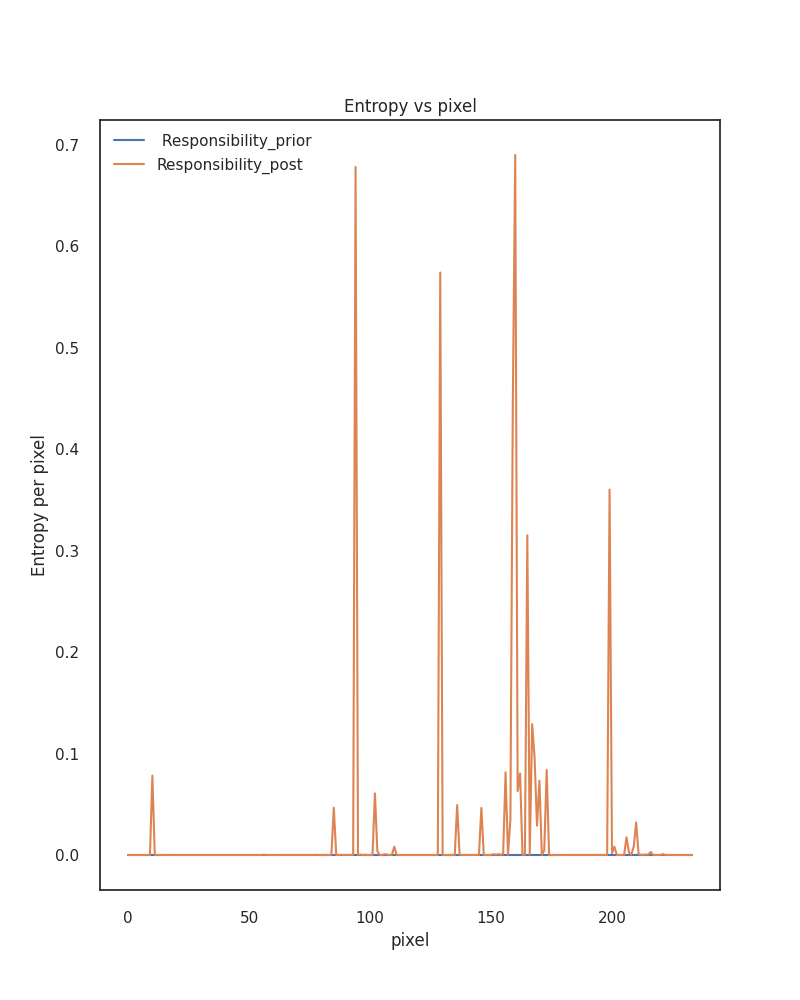 Entropy vs pixel
Responsibility_prior
Responsibility_post
Entropy per pixel
0.7
0.6
0.5
0.4
0.3
0.2
0.1
0.0
0
50
100
150
200
pixel